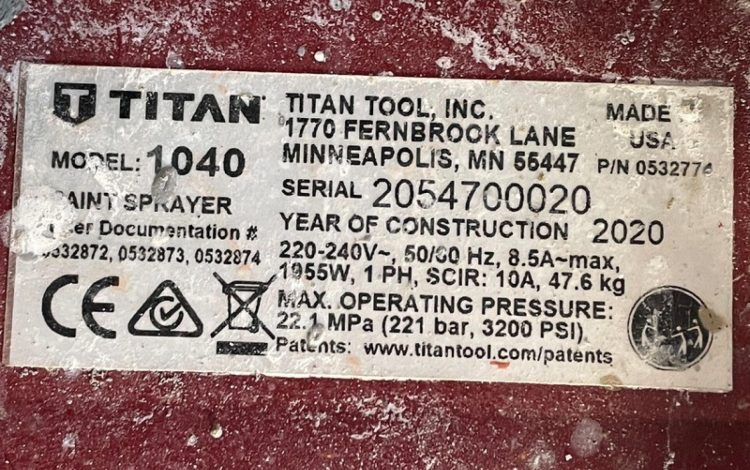 TITAN
MODEL: 1040
PAINT SPRAYER
User Documentation #
0532872, 0532873, 0532874
TITAN TOOL, INC.
1770 FERNBROOK LANE
MINNEAPOLIS, MN 55447
MADE
USA
P/N 0532774
SERIAL 2054700020
YEAR OF CONSTRUCTION 2020
220-240V~, 50/60 Hz, 8.5A~max,
1955W, 1 PH, SCIR: 10A, 47.6 kg
MAX. OPERATING PRESSURE:
22.1 MPa (221 bar, 3200 PSI)
Patents: www.titantool.com/patents
CE